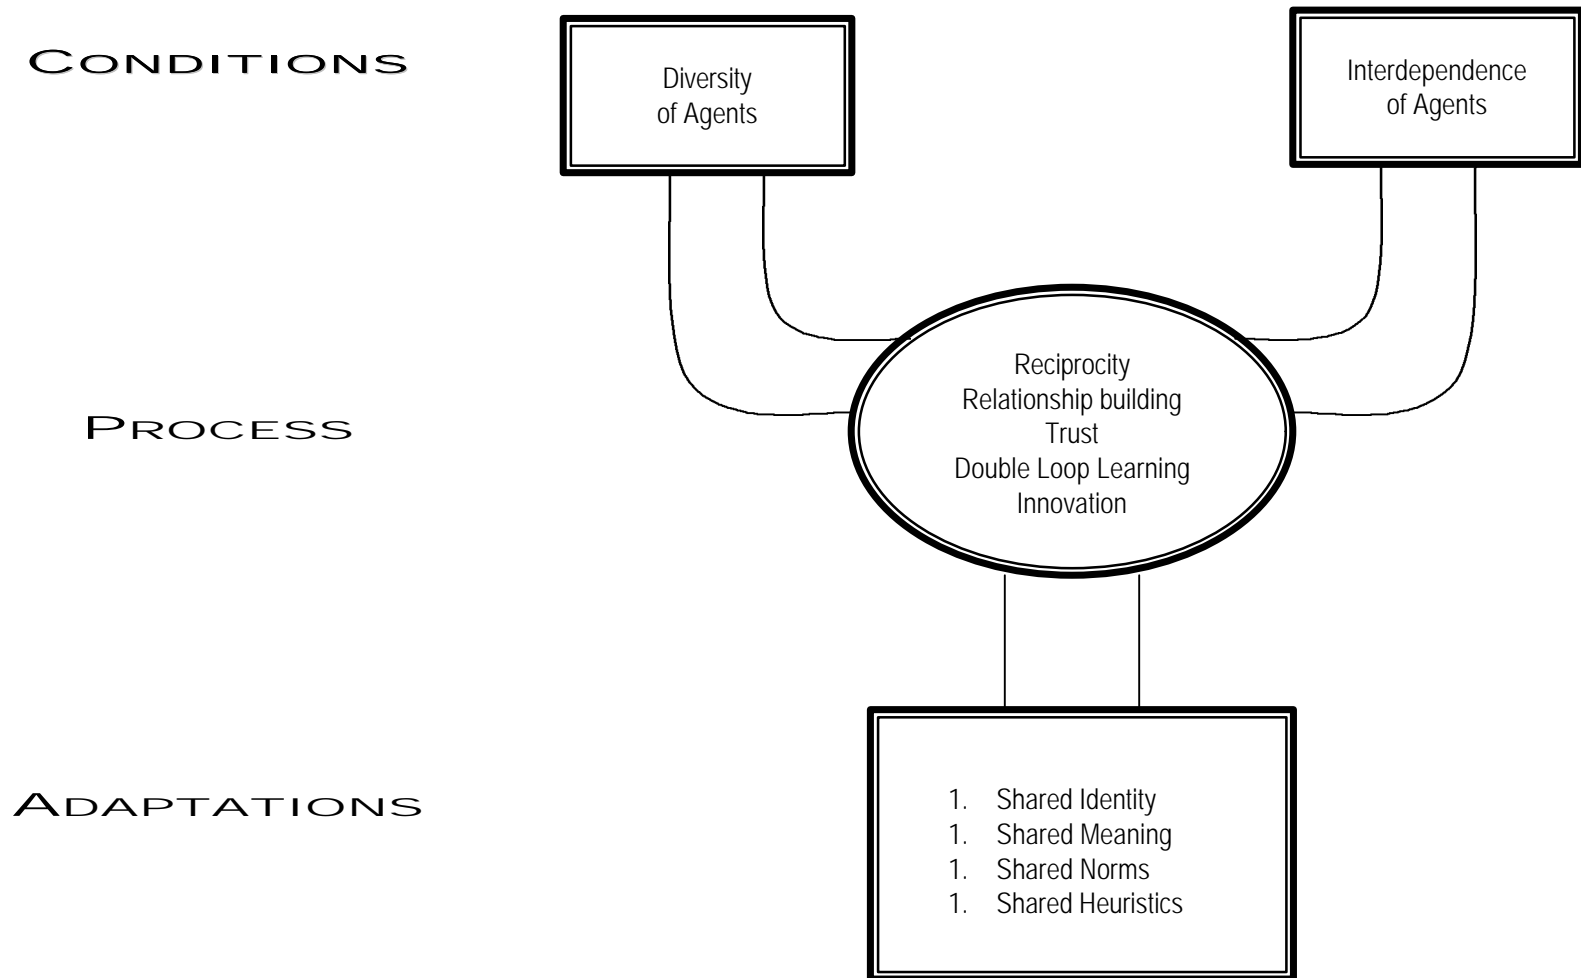 CONDITIONS
Diversity
of Agents
Interdependence
of Agents
PROCESS
Reciprocity
Relationship building
Trust
Double Loop Learning
Innovation
ADAPTATIONS
1. Shared Identity
1. Shared Meaning
1. Shared Norms
1. Shared Heuristics